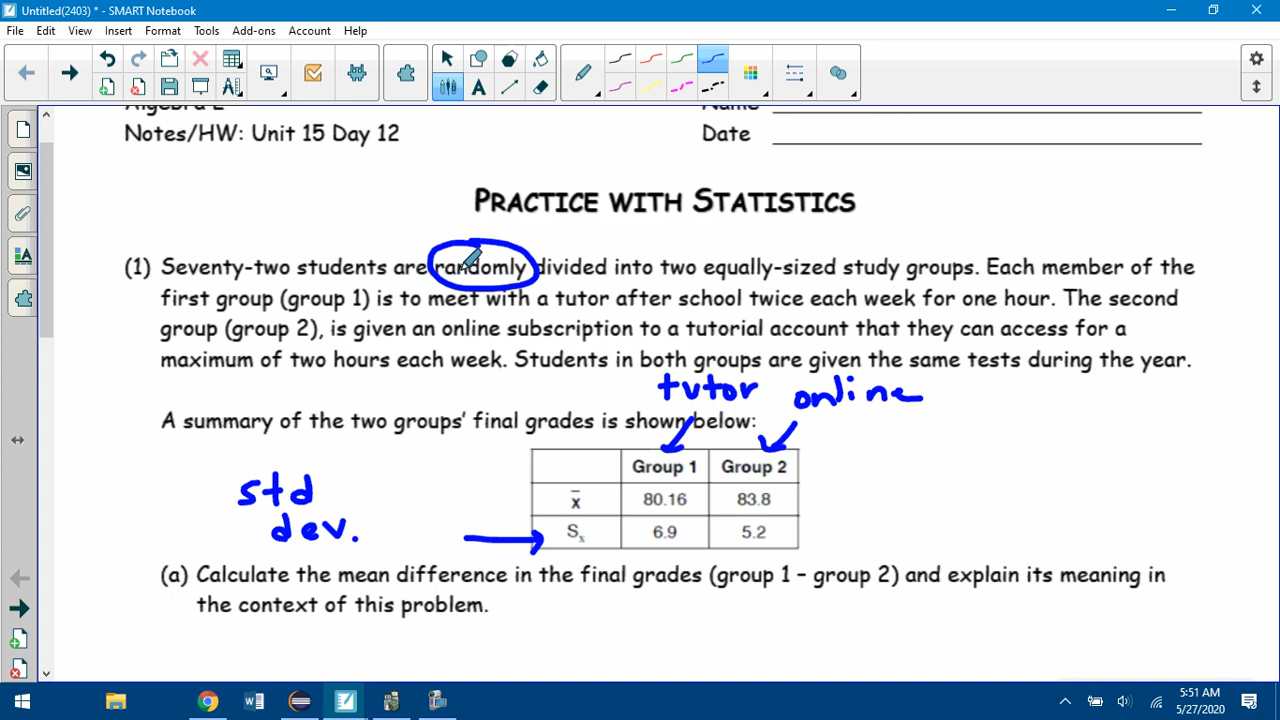 Untitled(2403) * - SMART Notebook
File Edit View Insert Format Tools Add-ons Account Help
Notes/HW: Unit 15 Day 12
Name
Date
PRACTICE WITH STATISTICS
(1) Seventy-two students are randomly divided into two equally-sized study groups. Each member of the
first group (group 1) is to meet with a tutor after school twice each week for one hour. The second
group (group 2), is given an online subscription to a tutorial account that they can access for a
maximum of two hours each week. Students in both groups are given the same tests during the year.
tutor online
A summary of the two groups' final grades is shown below:
Group 1 Group 2
x̄ 80.16 83.8
std
dev.
Sx 6.9 5.2
(a) Calculate the mean difference in the final grades (group 1 – group 2) and explain its meaning in
the context of this problem.
5:51 AM
5/27/2020